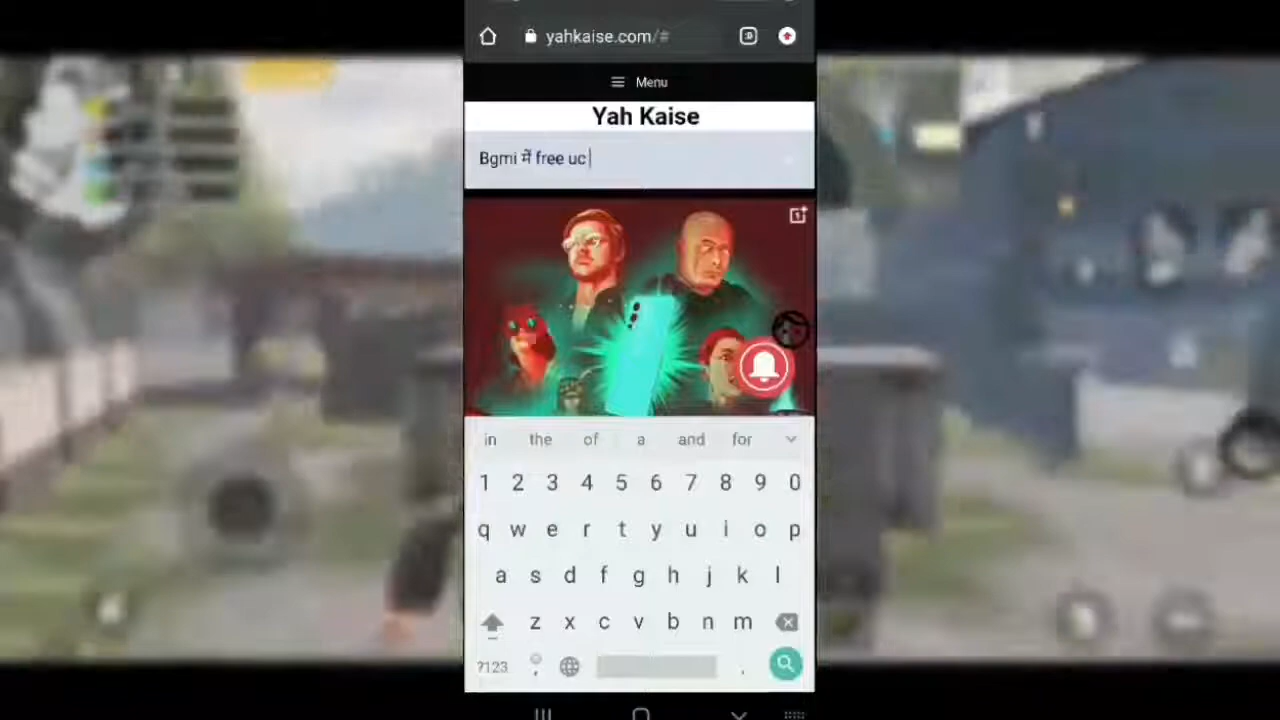 yahkaise.com/#
Menu
Yah Kaise
Bgmi में free uc
in the of a and for
1 2 3 4 5 6 7 8 9 0
q w e r t y u i o p
a s d f g h j k l
z x c v b n m
?123 , .